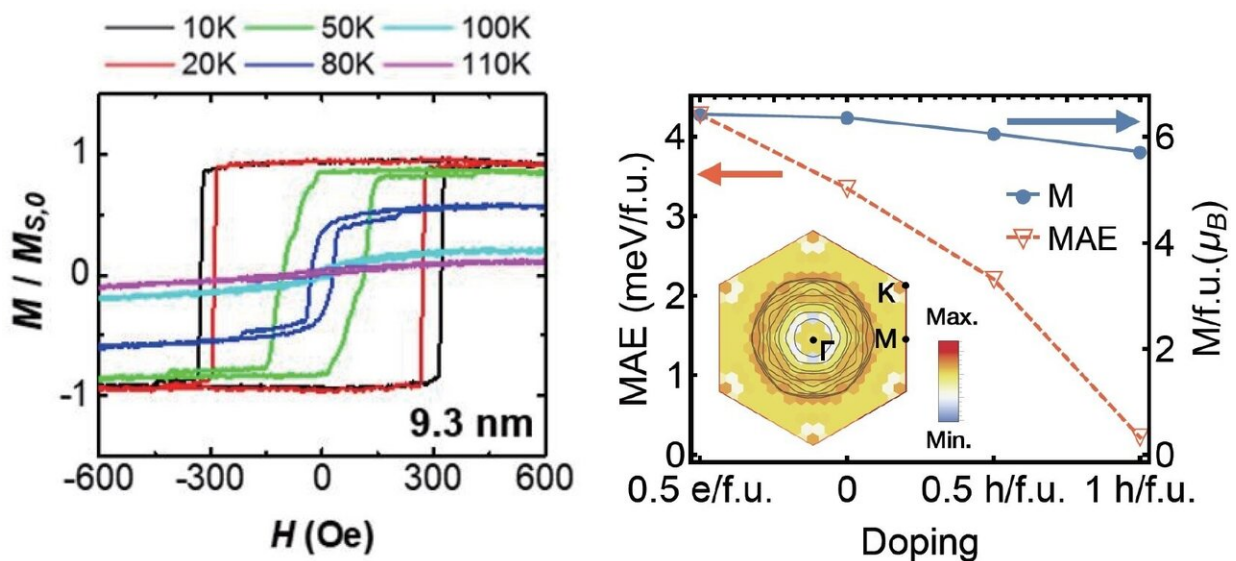 10K 50K 100K
20K 80K 110K
M / M_{S,0}
1
0
-1
9.3 nm
-600 -300 0 300 600
H (Oe)
MAE (meV/f.u.)
4
3
2
1
0
M
MAE
K
M
Γ
Max.
Min.
6
4
2
0
M/f.u.(μ_B)
0.5 e/f.u. 0 0.5 h/f.u. 1 h/f.u.
Doping